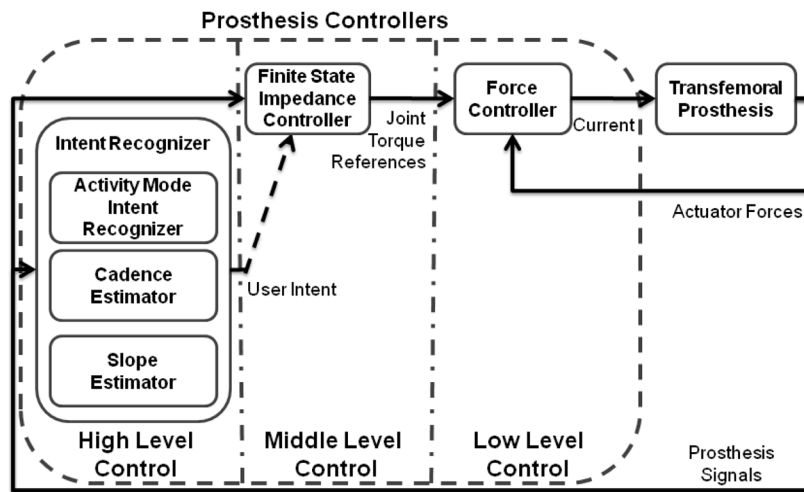 Prosthesis Controllers
Finite State
Impedance
Controller
Force
Controller
Transfemoral
Prosthesis
Joint
Torque
References
Current
Intent Recognizer
Activity Mode
Intent
Recognizer
Cadence
Estimator
Slope
Estimator
User Intent
Actuator Forces
High Level
Control
Middle Level
Control
Low Level
Control
Prosthesis
Signals